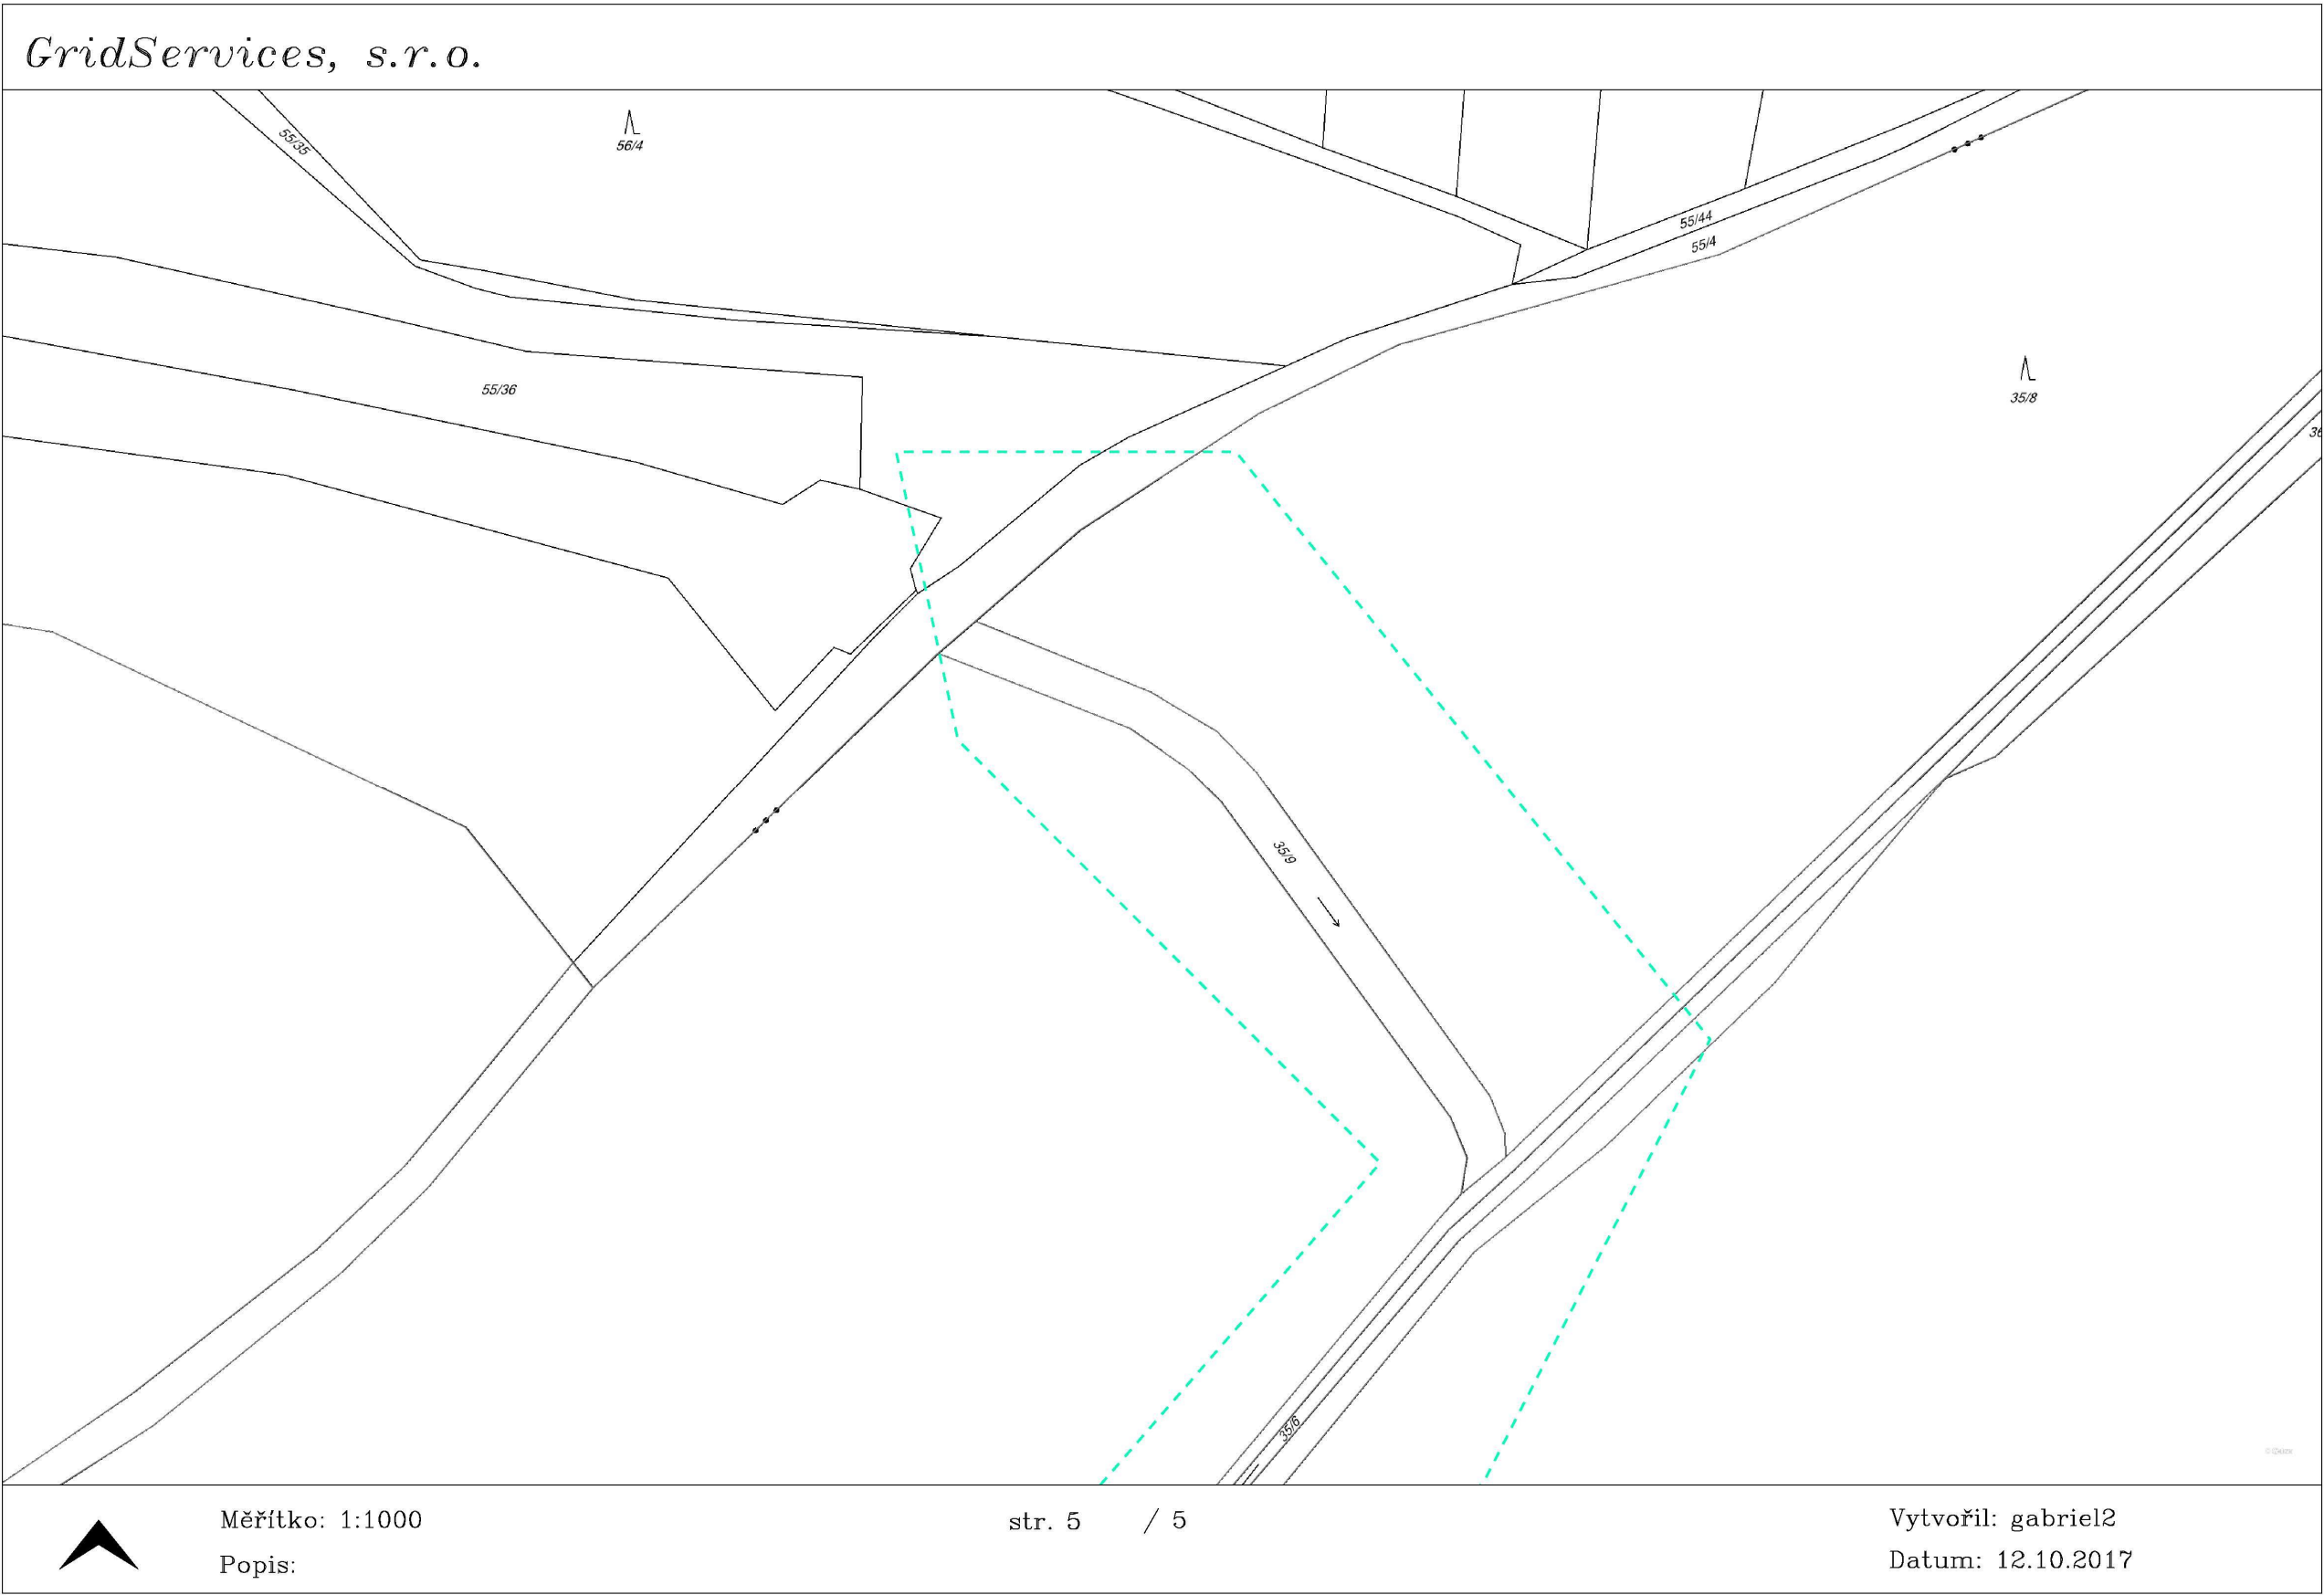 GridServices, s.r.o.
55/35
56/4
55/44
55/4
55/36
35/8
36
35/9
35/6
Měřítko: 1:1000
Popis:
str. 5 / 5
Vytvořil: gabriel2
Datum: 12.10.2017